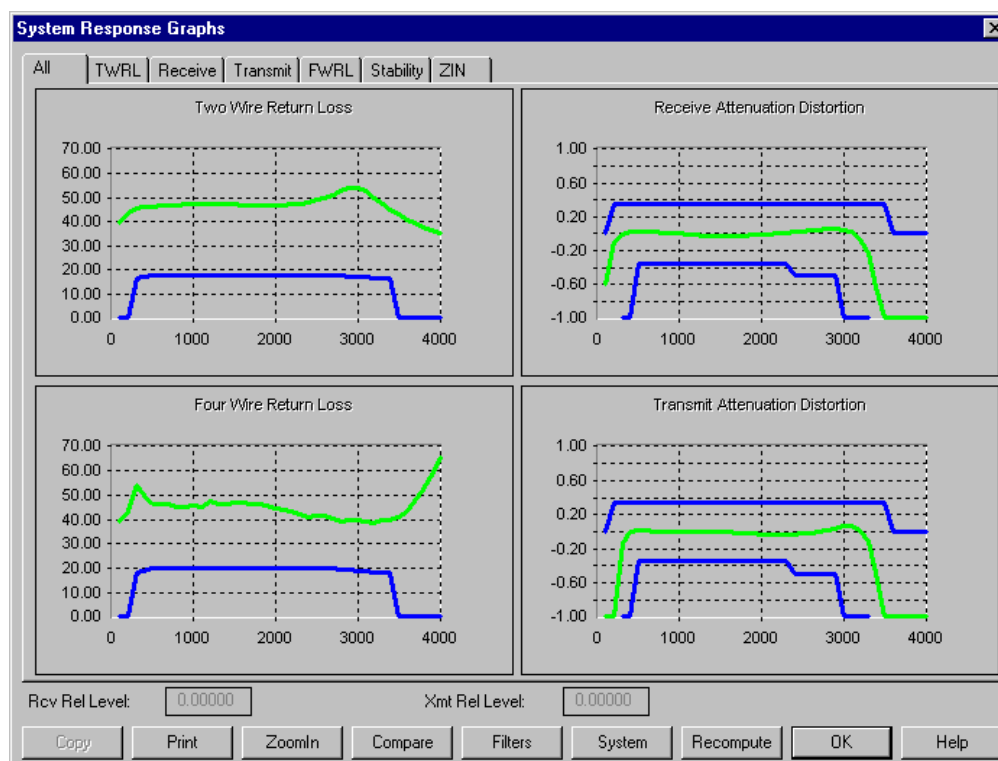 System Response Graphs
All TWRL Receive Transmit FWRL Stability ZIN
Two Wire Return Loss
70.00
60.00
50.00
40.00
30.00
20.00
10.00
0.00
0 1000 2000 3000 4000
Receive Attenuation Distortion
1.00
0.60
0.20
-0.20
-0.60
-1.00
0 1000 2000 3000 4000
Four Wire Return Loss
70.00
60.00
50.00
40.00
30.00
20.00
10.00
0.00
0 1000 2000 3000 4000
Transmit Attenuation Distortion
1.00
0.60
0.20
-0.20
-0.60
-1.00
0 1000 2000 3000 4000
Rcv Rel Level: 0.00000 Xmt Rel Level: 0.00000
Copy Print ZoomIn Compare Filters System Recompute OK Help